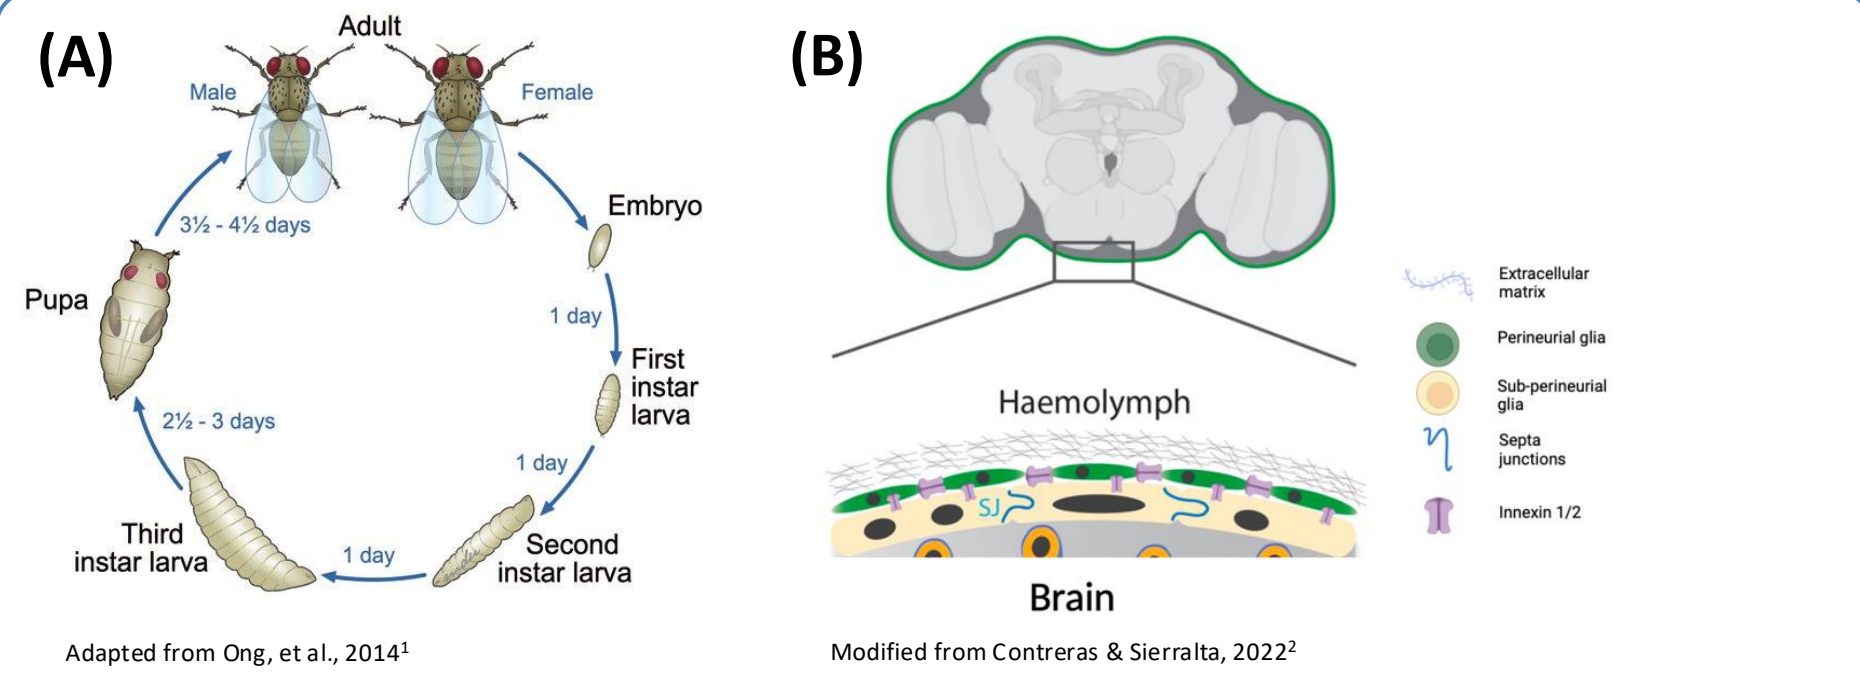 (A)
Adult
Male
Female
Embryo
1 day
First
instar
larva
1 day
Second
instar larva
1 day
Third
instar larva
2½ - 3 days
Pupa
3½ - 4½ days
Adapted from Ong, et al., 2014¹
(B)
Haemolymph
SJ
Brain
Extracellular
matrix
Perineurial glia
Sub-perineurial
glia
Septa
junctions
Innexin 1/2
Modified from Contreras & Sierralta, 2022²